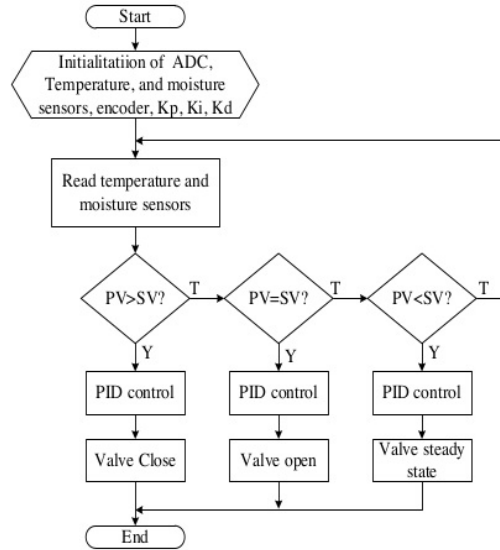 Start
Initialitatiion of ADC,
Temperature, and moisture
sensors, encoder, Kp, Ki, Kd
Read temperature and
moisture sensors
PV>SV?
T
PV=SV?
T
PV<SV?
T
Y
Y
Y
PID control
PID control
PID control
Valve Close
Valve open
Valve steady
state
End